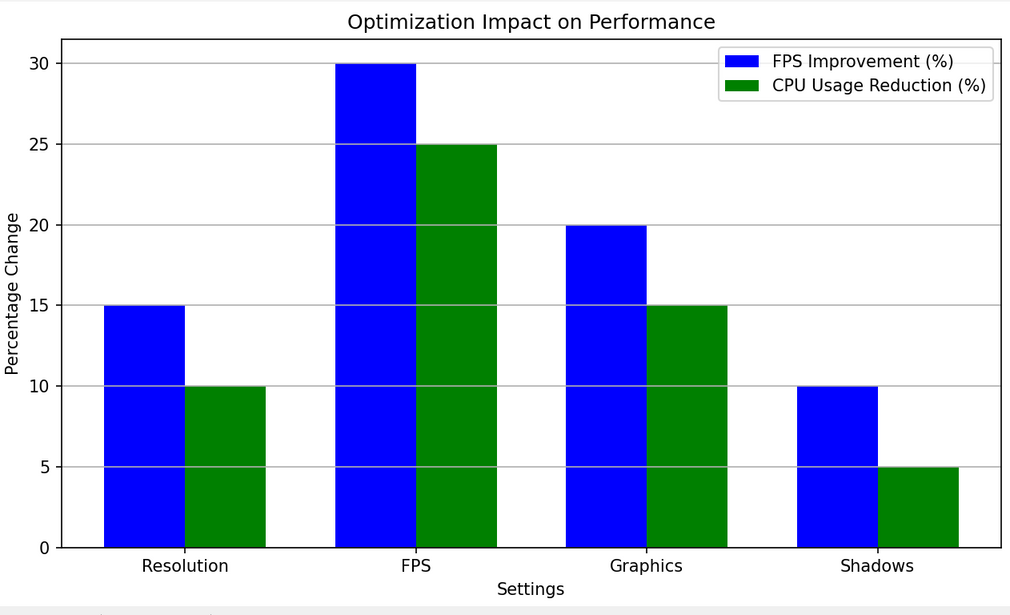 Optimization Impact on Performance
FPS Improvement (%)
CPU Usage Reduction (%)
Percentage Change
30
25
20
15
10
5
0
Resolution
FPS
Graphics
Shadows
Settings